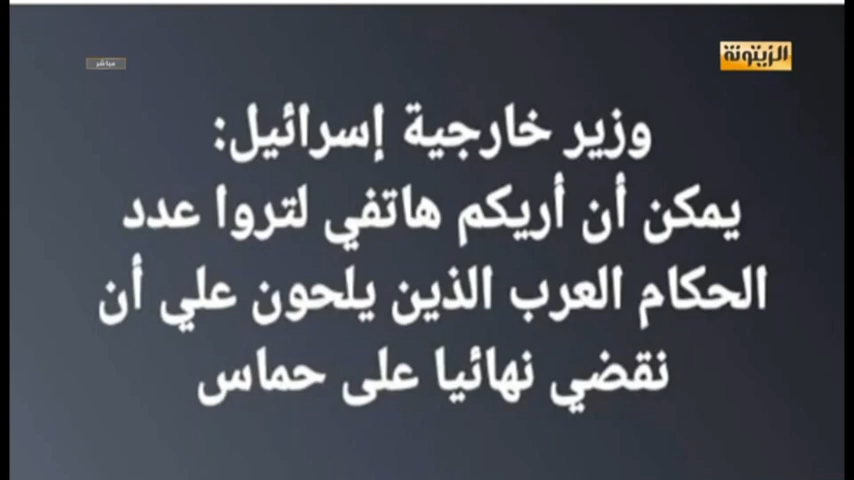 الزيتونة
مباشر
وزير خارجية إسرائيل:
يمكن أن أريكم هاتفي لتروا عدد
الحكام العرب الذين يلحون علي أن
نقضي نهائيا على حماس